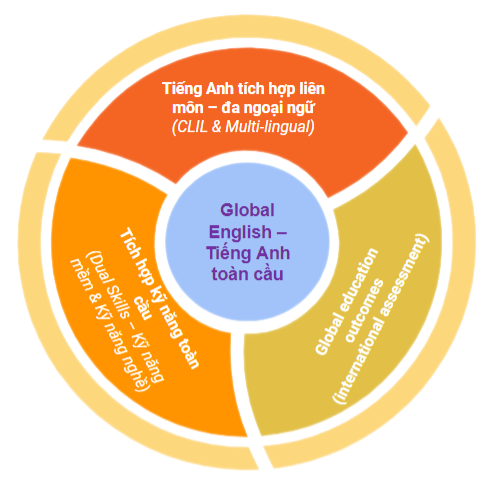 Tiếng Anh tích hợp liên
môn – đa ngoại ngữ
(CLIL & Multi-lingual)
Global
English –
Tiếng Anh
toàn cầu
Tích hợp kỹ năng toàn
cầu
(Dual Skills – Kỹ năng
mềm & Kỹ năng nghề)
Global education
outcomes
(international assessment)